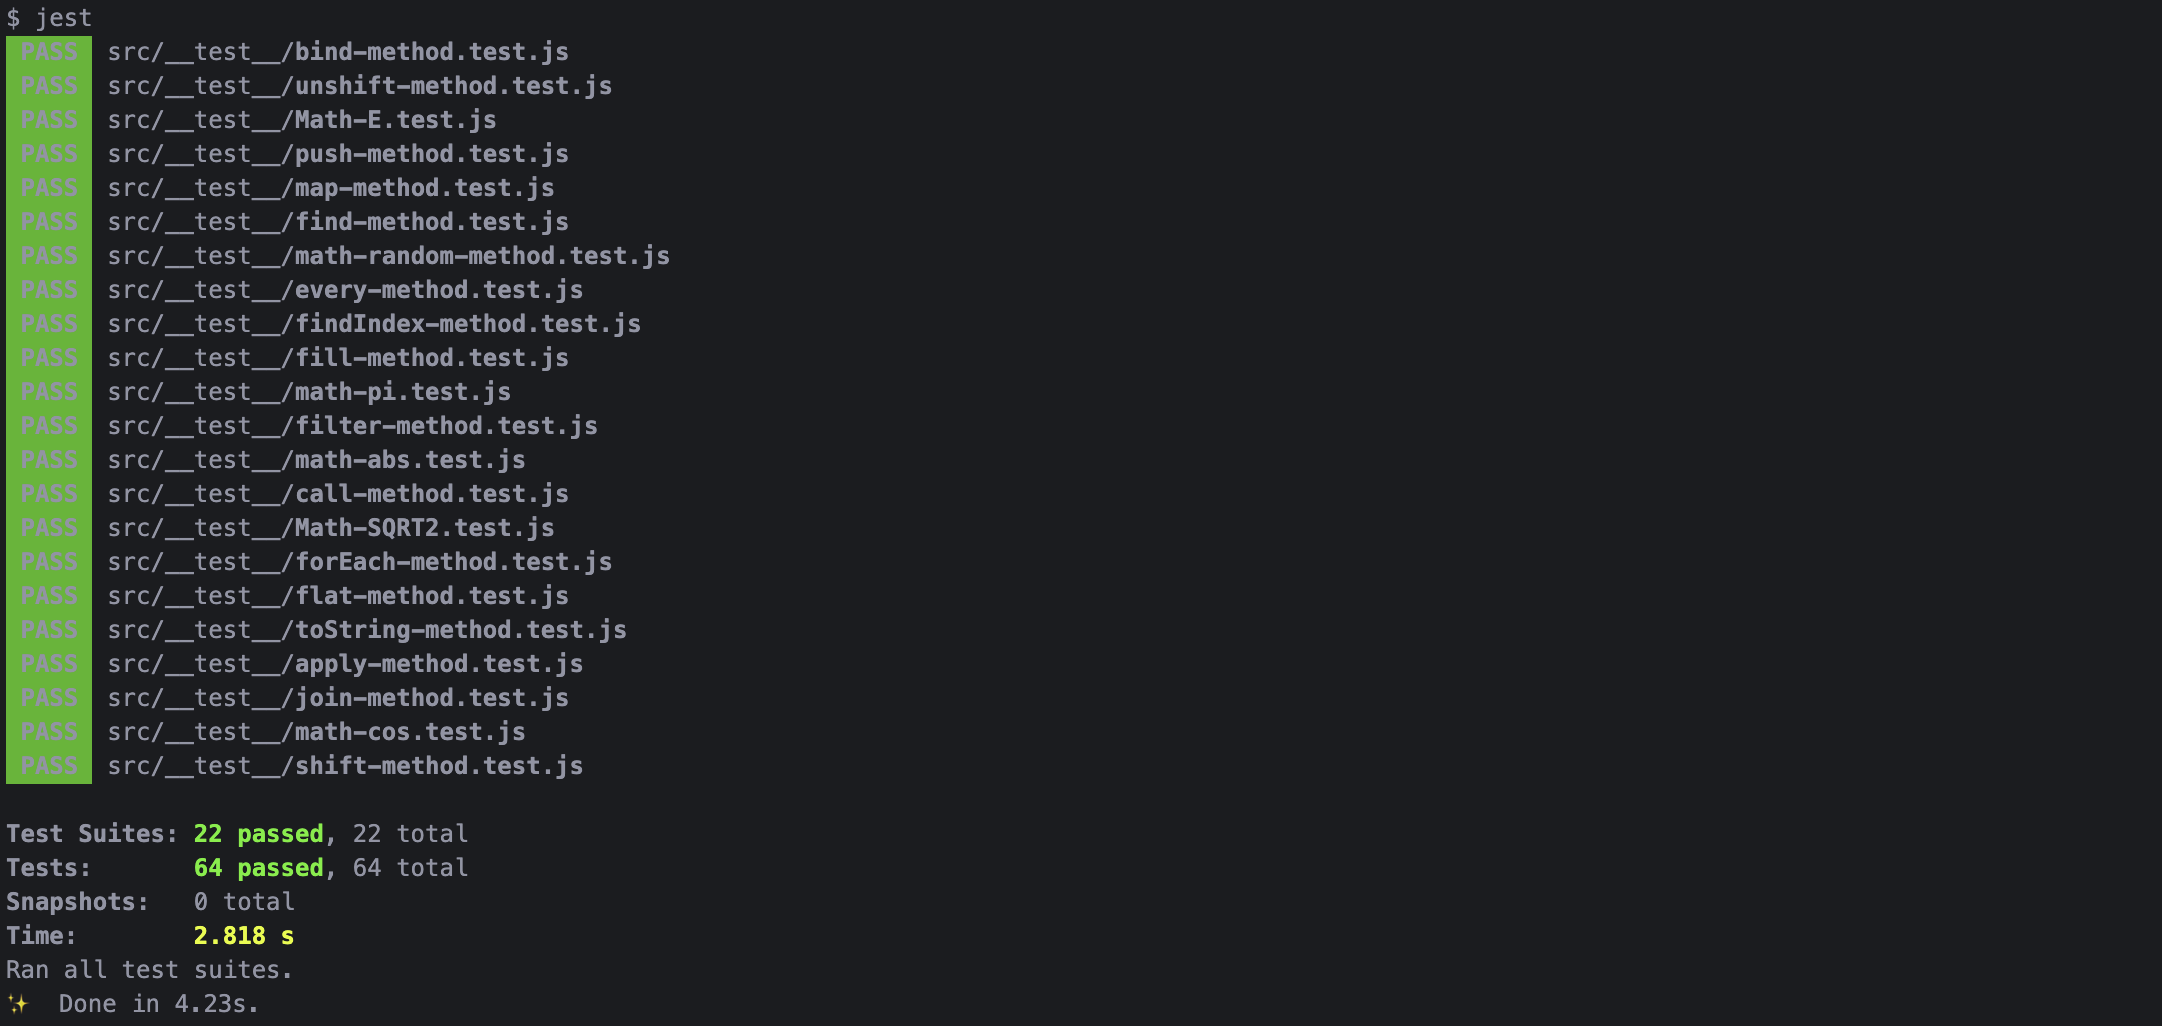 $ jest
PASS src/__test__/bind-method.test.js
PASS src/__test__/unshift-method.test.js
PASS src/__test__/Math-E.test.js
PASS src/__test__/push-method.test.js
PASS src/__test__/map-method.test.js
PASS src/__test__/find-method.test.js
PASS src/__test__/math-random-method.test.js
PASS src/__test__/every-method.test.js
PASS src/__test__/findIndex-method.test.js
PASS src/__test__/fill-method.test.js
PASS src/__test__/math-pi.test.js
PASS src/__test__/filter-method.test.js
PASS src/__test__/math-abs.test.js
PASS src/__test__/call-method.test.js
PASS src/__test__/Math-SQRT2.test.js
PASS src/__test__/forEach-method.test.js
PASS src/__test__/flat-method.test.js
PASS src/__test__/toString-method.test.js
PASS src/__test__/apply-method.test.js
PASS src/__test__/join-method.test.js
PASS src/__test__/math-cos.test.js
PASS src/__test__/shift-method.test.js
Test Suites: 22 passed, 22 total
Tests: 64 passed, 64 total
Snapshots: 0 total
Time: 2.818 s
Ran all test suites.
✨ Done in 4.23s.